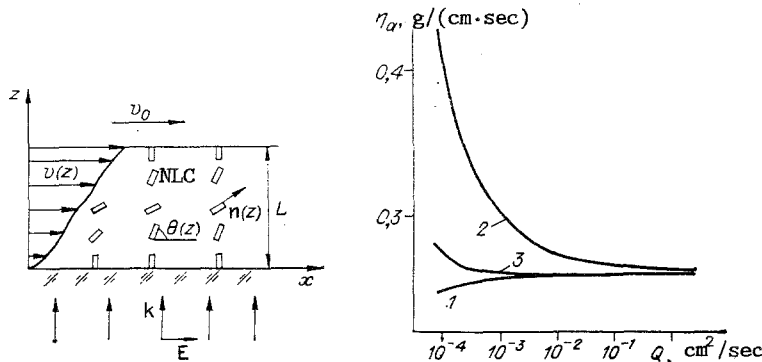 z
v₀
v(z)
NLC
n(z)
L
θ(z)
x
k
E
ηₐ, g/(cm·sec)
0,4
0,3
2
3
1
10⁻⁴ 10⁻³ 10⁻² 10⁻¹ Q, cm²/sec